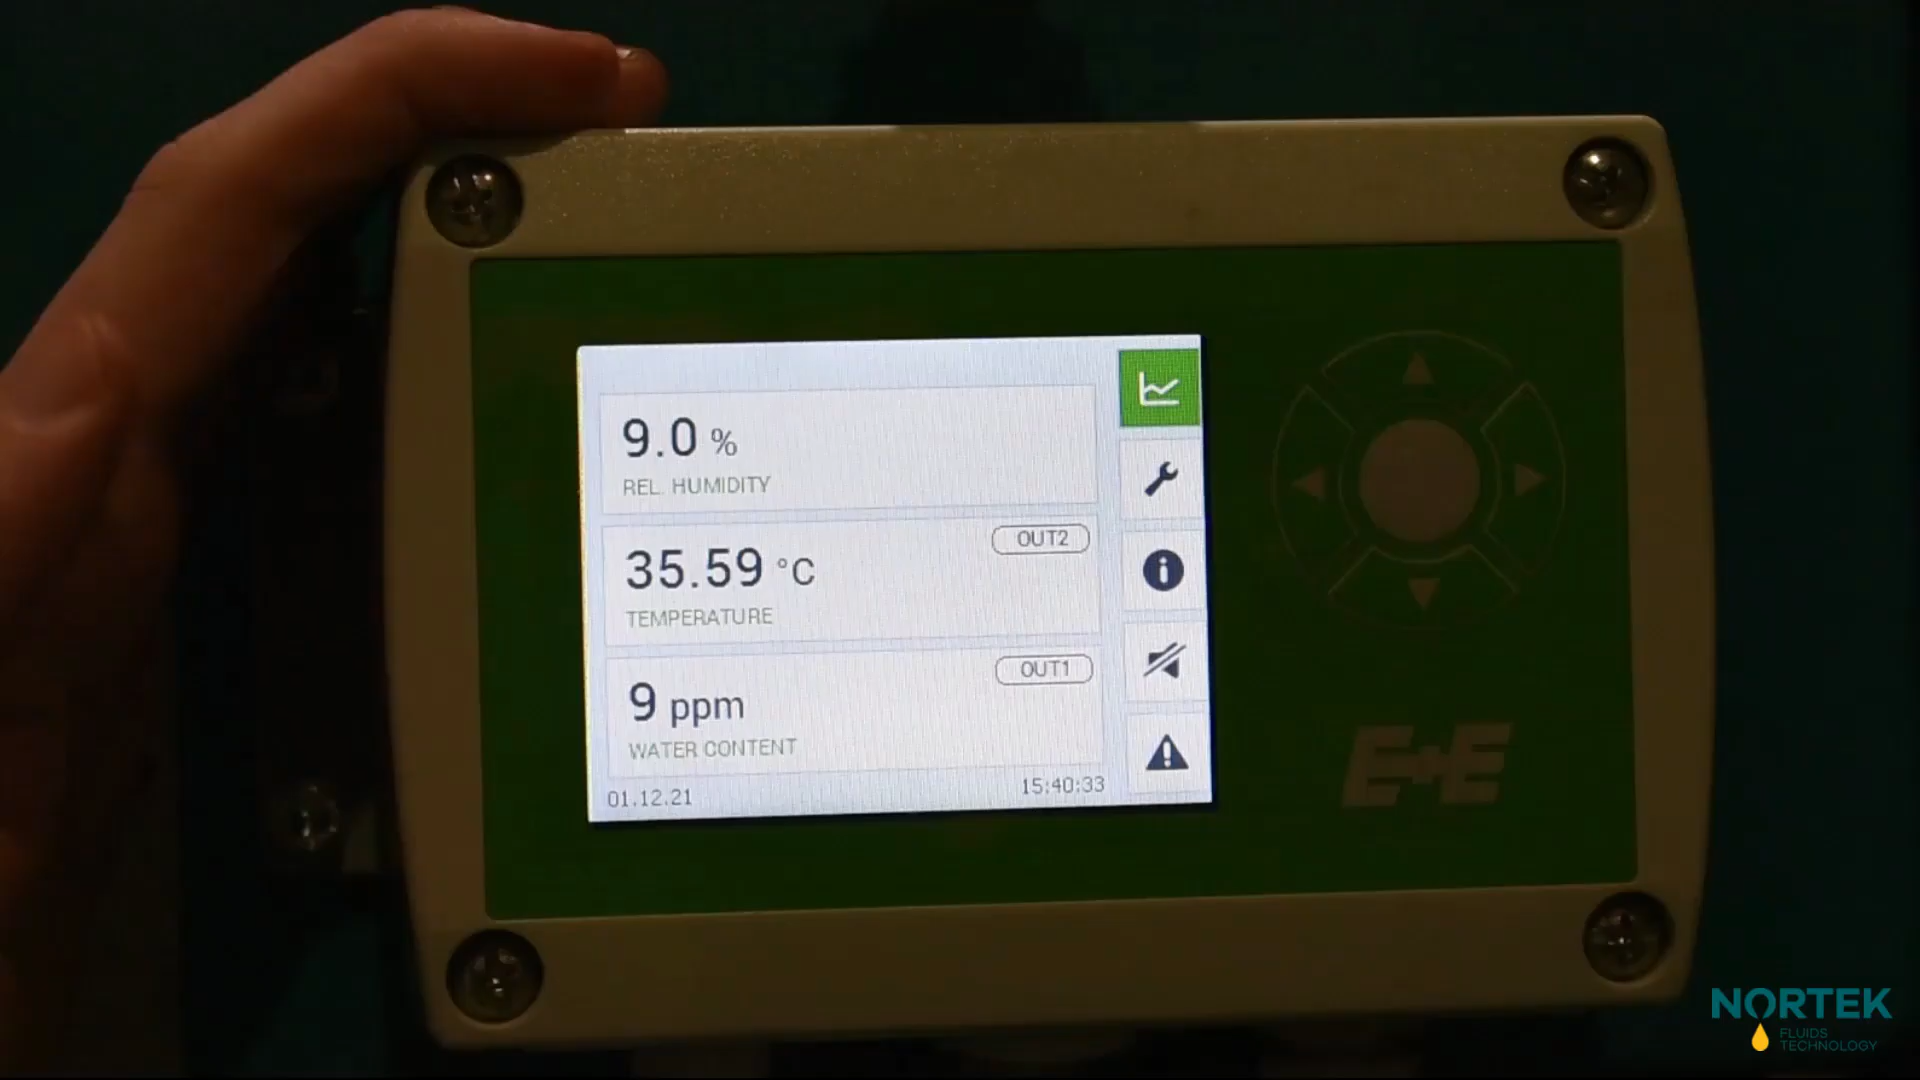 9.0 %
REL. HUMIDITY
OUT2
35.59 °C
TEMPERATURE
OUT1
9 ppm
WATER CONTENT
01.12.21
15:40:33
E+E
NORTEK
FLUIDS
TECHNOLOGY